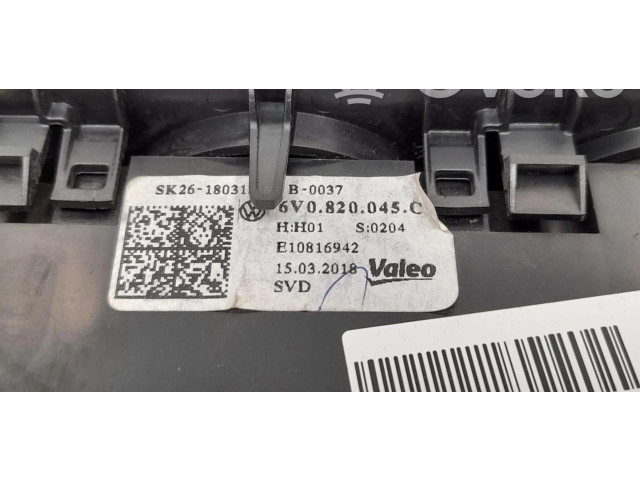 SK26-18031 B-0037
6V0.820.045.C
H:H01 S:0204
E10816942
15.03.2018 Valeo
SVD